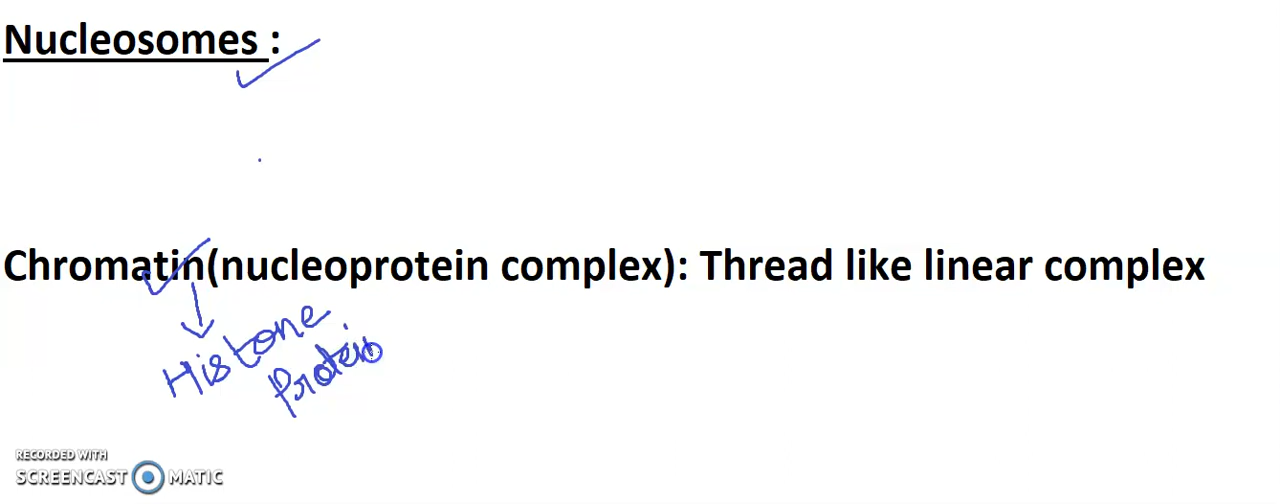 Nucleosomes :
Chromatin(nucleoprotein complex): Thread like linear complex
Histone
Protein
RECORDED WITH
SCREENCAST MATIC